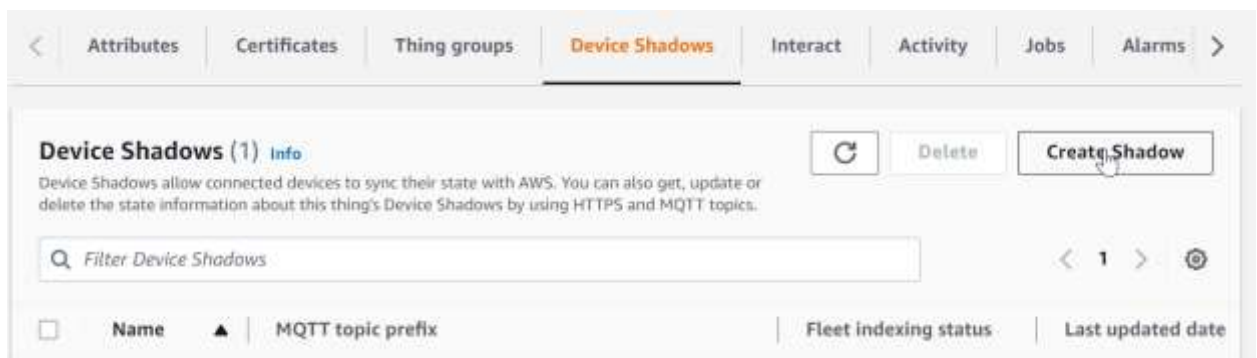 Attributes Certificates Thing groups Device Shadows Interact Activity Jobs Alarms
Device Shadows (1) Info
Delete
Create Shadow
Device Shadows allow connected devices to sync their state with AWS. You can also get, update or
delete the state information about this thing's Device Shadows by using HTTPS and MQTT topics.
Filter Device Shadows
1
Name MQTT topic prefix Fleet indexing status Last updated date